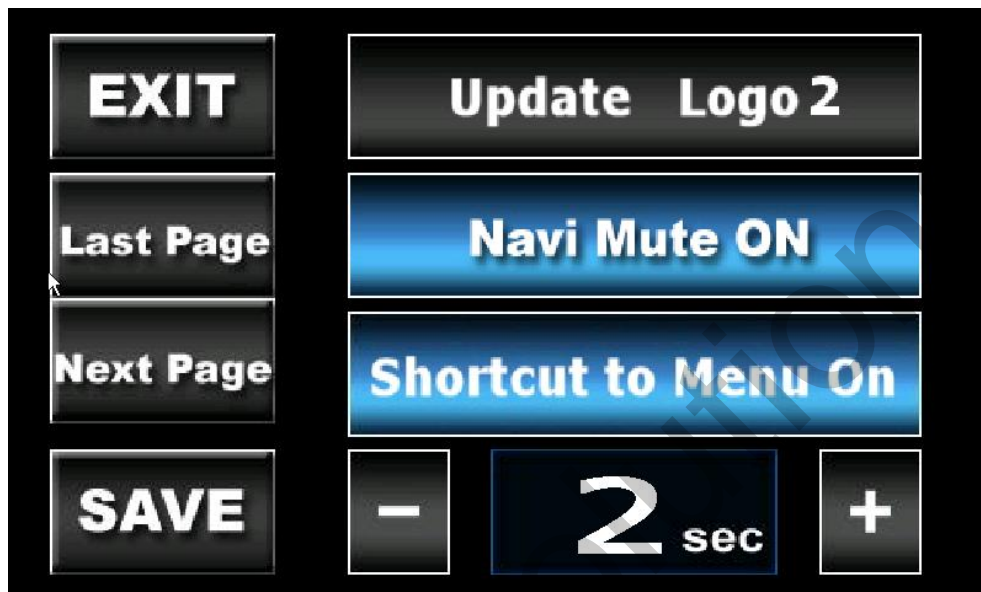 EXIT
Update Logo 2
Last Page
Navi Mute ON
Next Page
Shortcut to Menu On
SAVE
−
2 sec
+